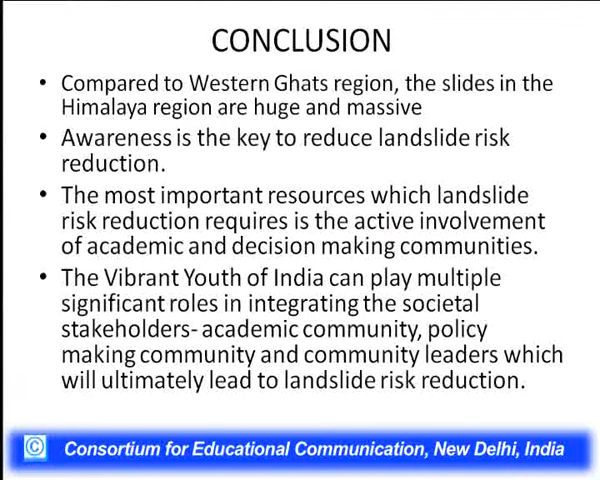 CONCLUSION
• Compared to Western Ghats region, the slides in the
Himalaya region are huge and massive
• Awareness is the key to reduce landslide risk
reduction.
• The most important resources which landslide
risk reduction requires is the active involvement
of academic and decision making communities.
• The Vibrant Youth of India can play multiple
significant roles in integrating the societal
stakeholders- academic community, policy
making community and community leaders which
will ultimately lead to landslide risk reduction.
© Consortium for Educational Communication, New Delhi, India